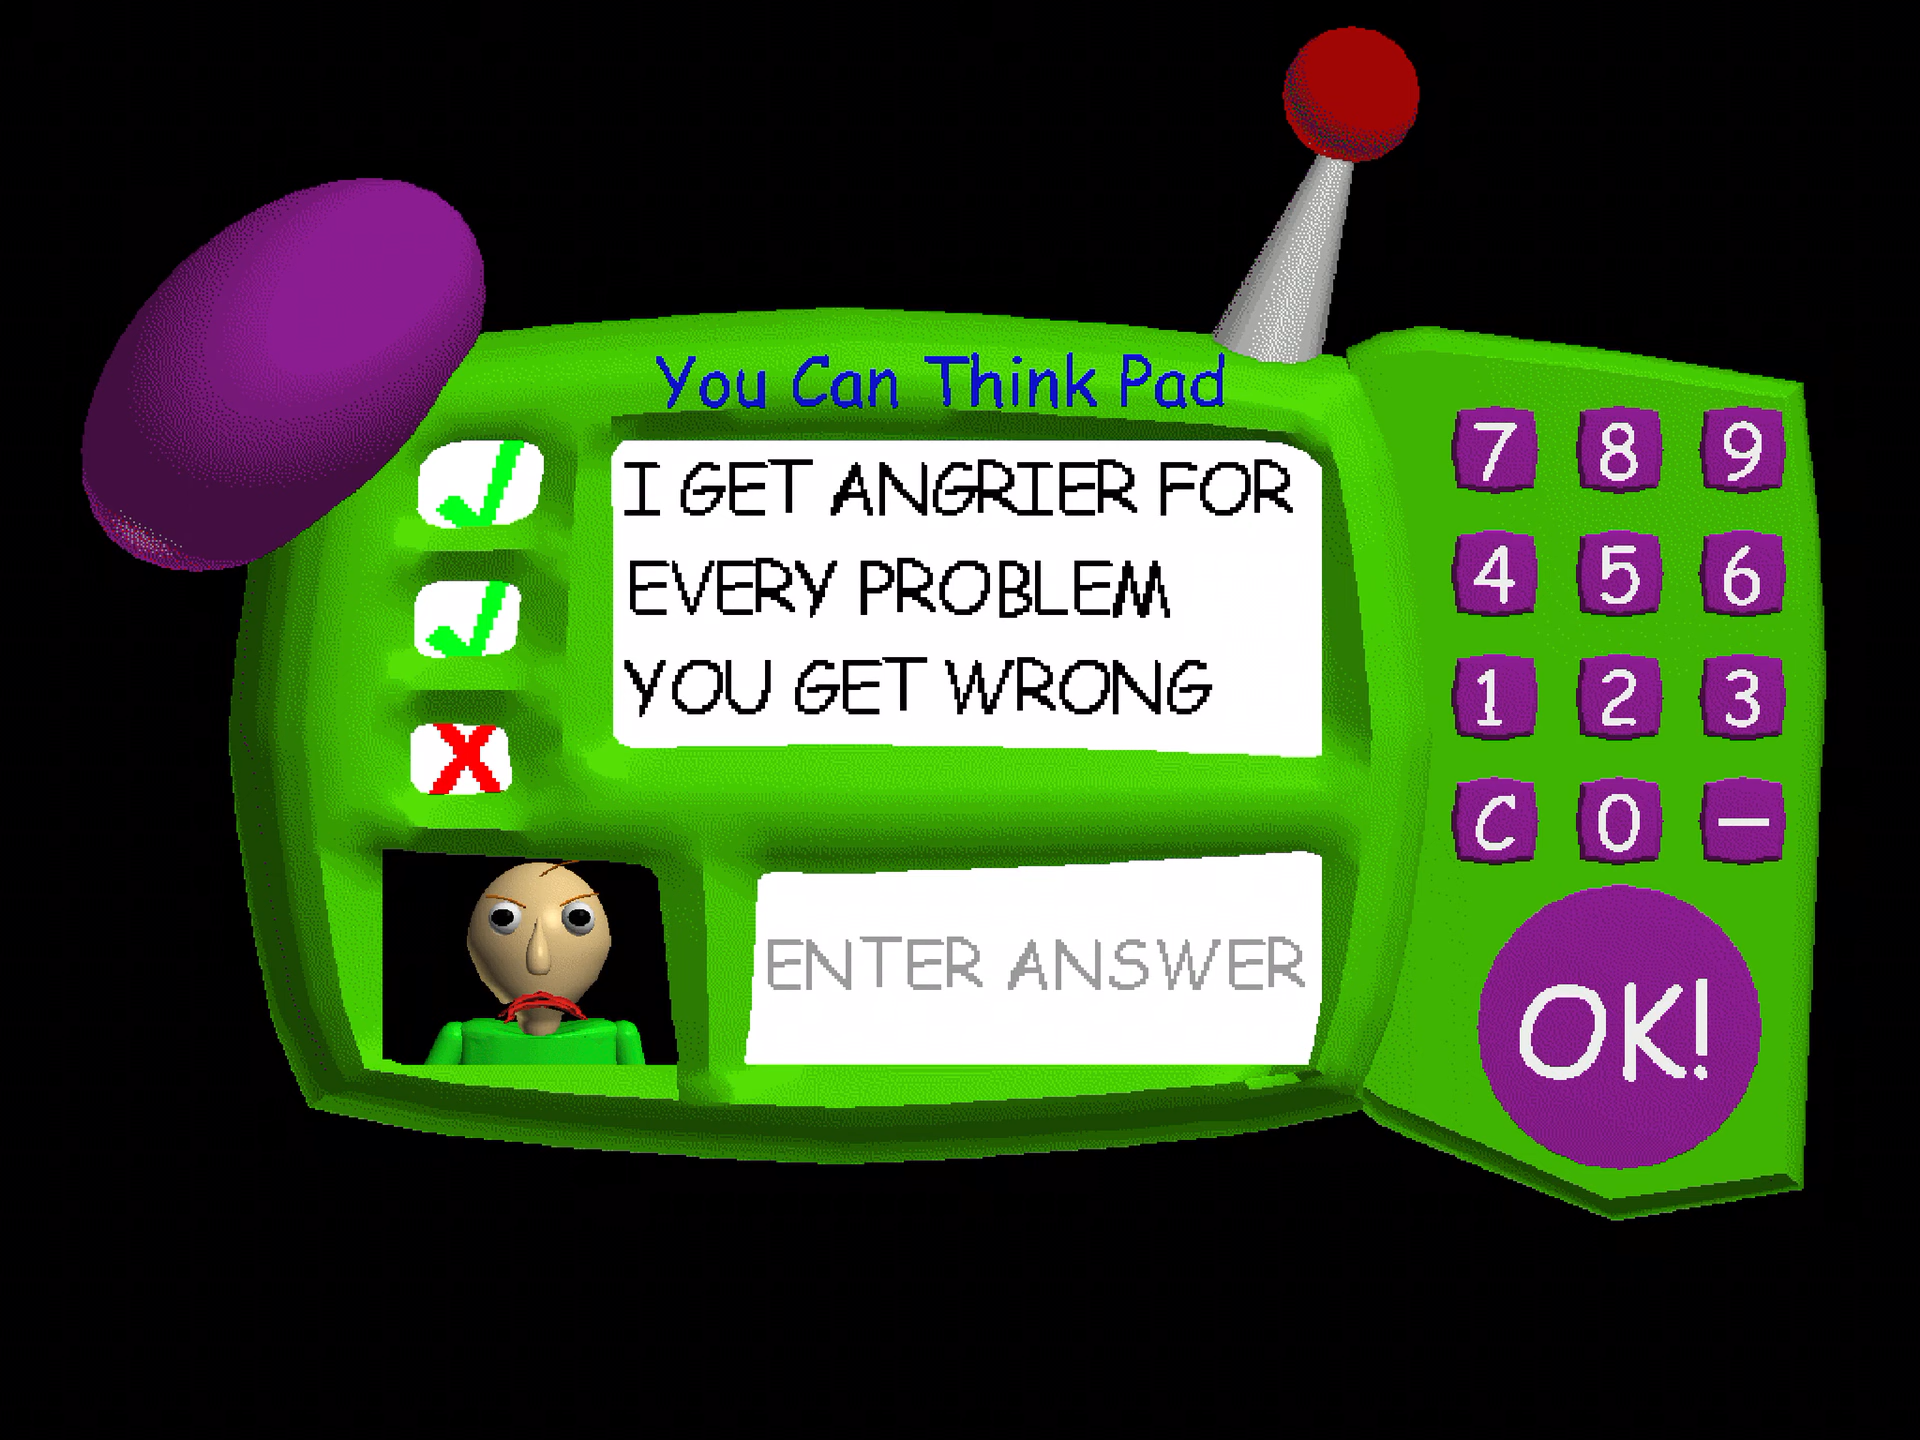 You Can Think Pad
I GET ANGRIER FOR
EVERY PROBLEM
YOU GET WRONG
ENTER ANSWER
7 8 9
4 5 6
1 2 3
C 0 −
OK!